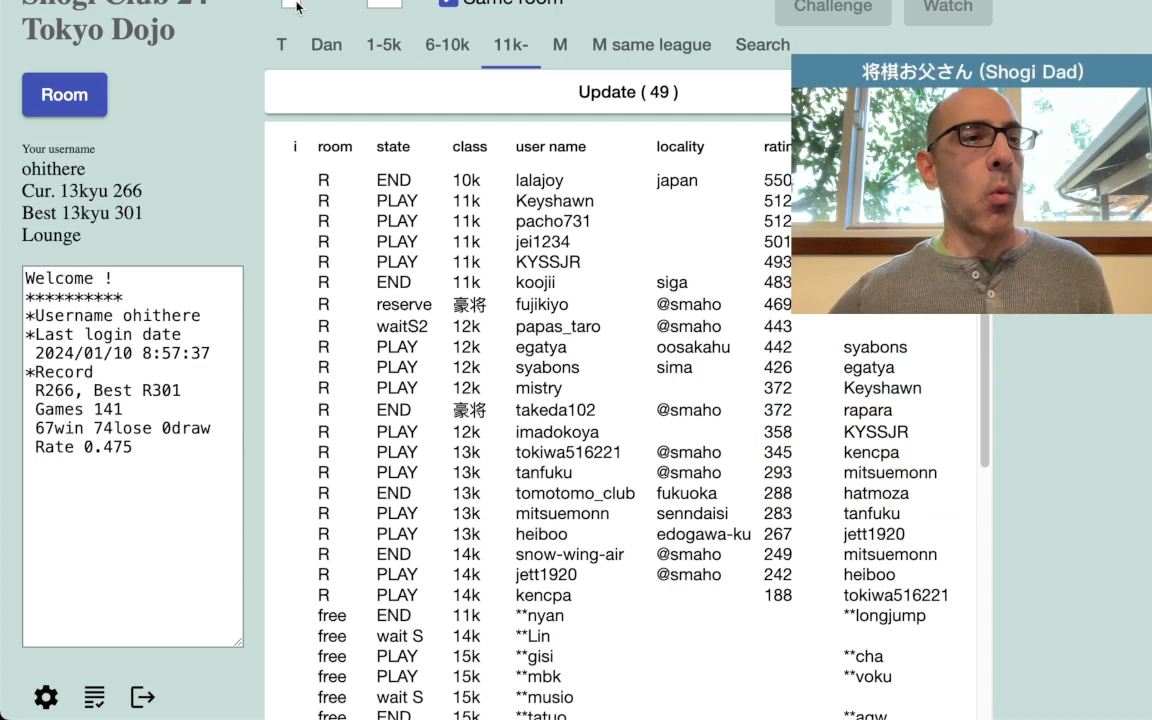 Shogi Club 24
Tokyo Dojo
Same room
Challenge
Watch
T
Dan
1-5k
6-10k
11k-
M
M same league
Search
Room
Update ( 49 )
将棋お父さん (Shogi Dad)
Your username
ohithere
Cur. 13kyu 266
Best 13kyu 301
Lounge
Welcome !
**********
*Username ohithere
*Last login date
2024/01/10 8:57:37
*Record
R266, Best R301
Games 141
67win 74lose 0draw
Rate 0.475
i room state class user name locality
R END 10k lalajoy japan 550
R PLAY 11k Keyshawn 512
R PLAY 11k pacho731 512
R PLAY 11k jei1234 501
R PLAY 11k KYSSJR 493
R END 11k koojii siga 483
R reserve 豪将 fujikiyo @smaho 469
R waitS2 12k papas_taro @smaho 443
R PLAY 12k egatya oosakahu 442 syabons
R PLAY 12k syabons sima 426 egatya
R PLAY 12k mistry 372 Keyshawn
R END 豪将 takeda102 @smaho 372 rapara
R PLAY 12k imadokoya 358 KYSSJR
R PLAY 13k tokiwa516221 @smaho 345 kencpa
R PLAY 13k tanfuku @smaho 293 mitsuemonn
R END 13k tomotomo_club fukuoka 288 hatmoza
R PLAY 13k mitsuemonn senndaisi 283 tanfuku
R PLAY 13k heiboo edogawa-ku 267 jett1920
R END 14k snow-wing-air @smaho 249 mitsuemonn
R PLAY 14k jett1920 @smaho 242 heiboo
R PLAY 14k kencpa 188 tokiwa516221
free END 11k **nyan **longjump
free wait S 14k **Lin
free PLAY 15k **gisi **cha
free PLAY 15k **mbk **voku
free wait S 15k **musio
free END 15k **tatuo